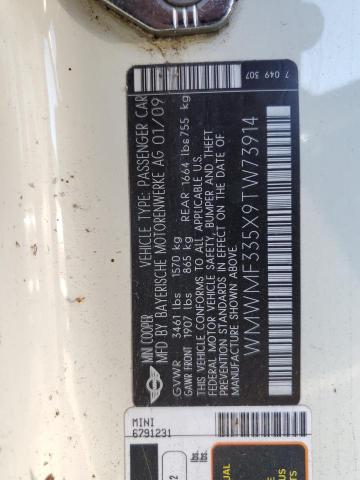 7 049 307
MINI COOPER VEHICLE TYPE: PASSENGER CAR
MFD BY BAYERISCHE MOTORENWERKE AG 01/09
GVWR 3461 lbs 1570 kg
GAWR FRONT 1907 lbs 865 kg REAR 1664 lbs 755 kg
THIS VEHICLE CONFORMS TO ALL APPLICABLE U.S.
FEDERAL MOTOR VEHICLE SAFETY, BUMPER AND THEFT
PREVENTION STANDARDS IN EFFECT ON THE DATE OF
MANUFACTURE SHOWN ABOVE.
WMWMF335X9TW73914
MINI
6791231